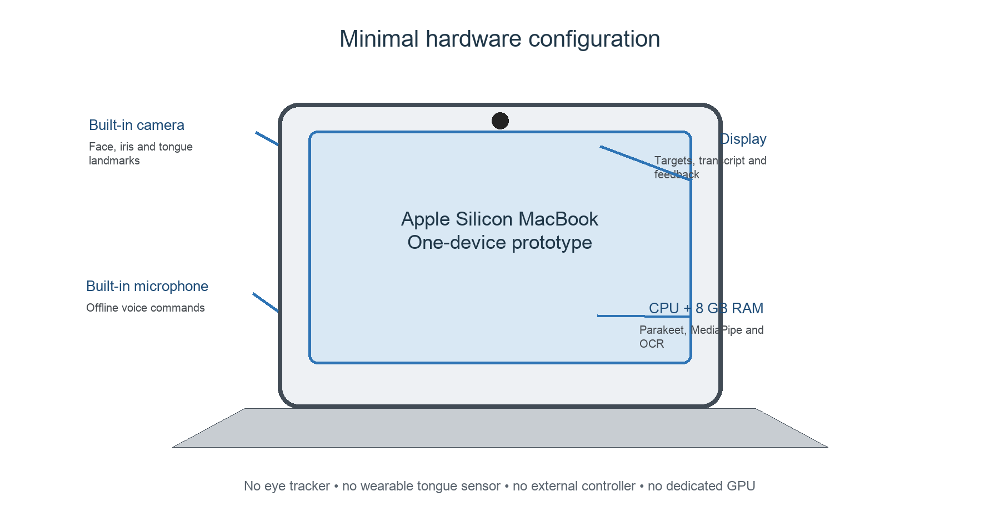 Minimal hardware configuration
Built-in camera
Face, iris and tongue
landmarks
Display
Targets, transcript and
feedback
Apple Silicon MacBook
One-device prototype
Built-in microphone
Offline voice commands
CPU + 8 GB RAM
Parakeet, MediaPipe and
OCR
No eye tracker • no wearable tongue sensor • no external controller • no dedicated GPU